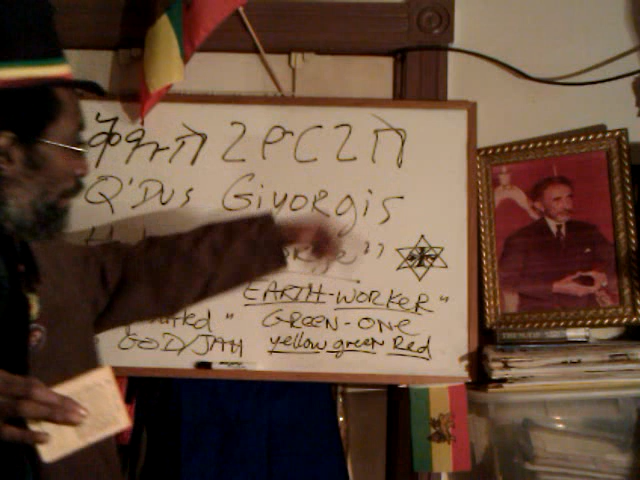 ቅዱስ ጊዮርጊስ
Q'Dus Giyorgis
EARTH-WORKER"
GREEN-ONE
GOD/JAH yellow green Red